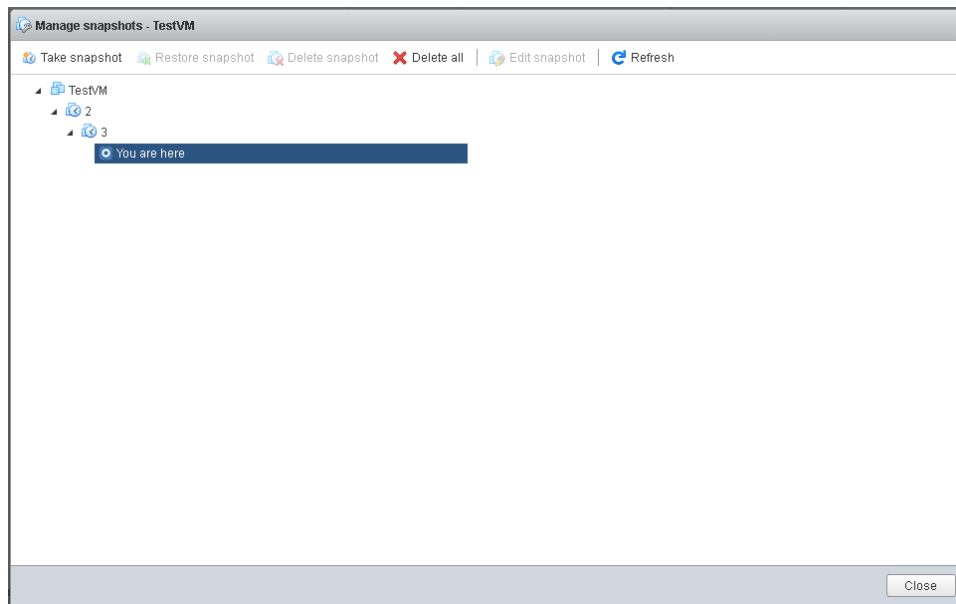 Manage snapshots - TestVM
Take snapshot Restore snapshot Delete snapshot Delete all Edit snapshot Refresh
TestVM
2
3
You are here
Close